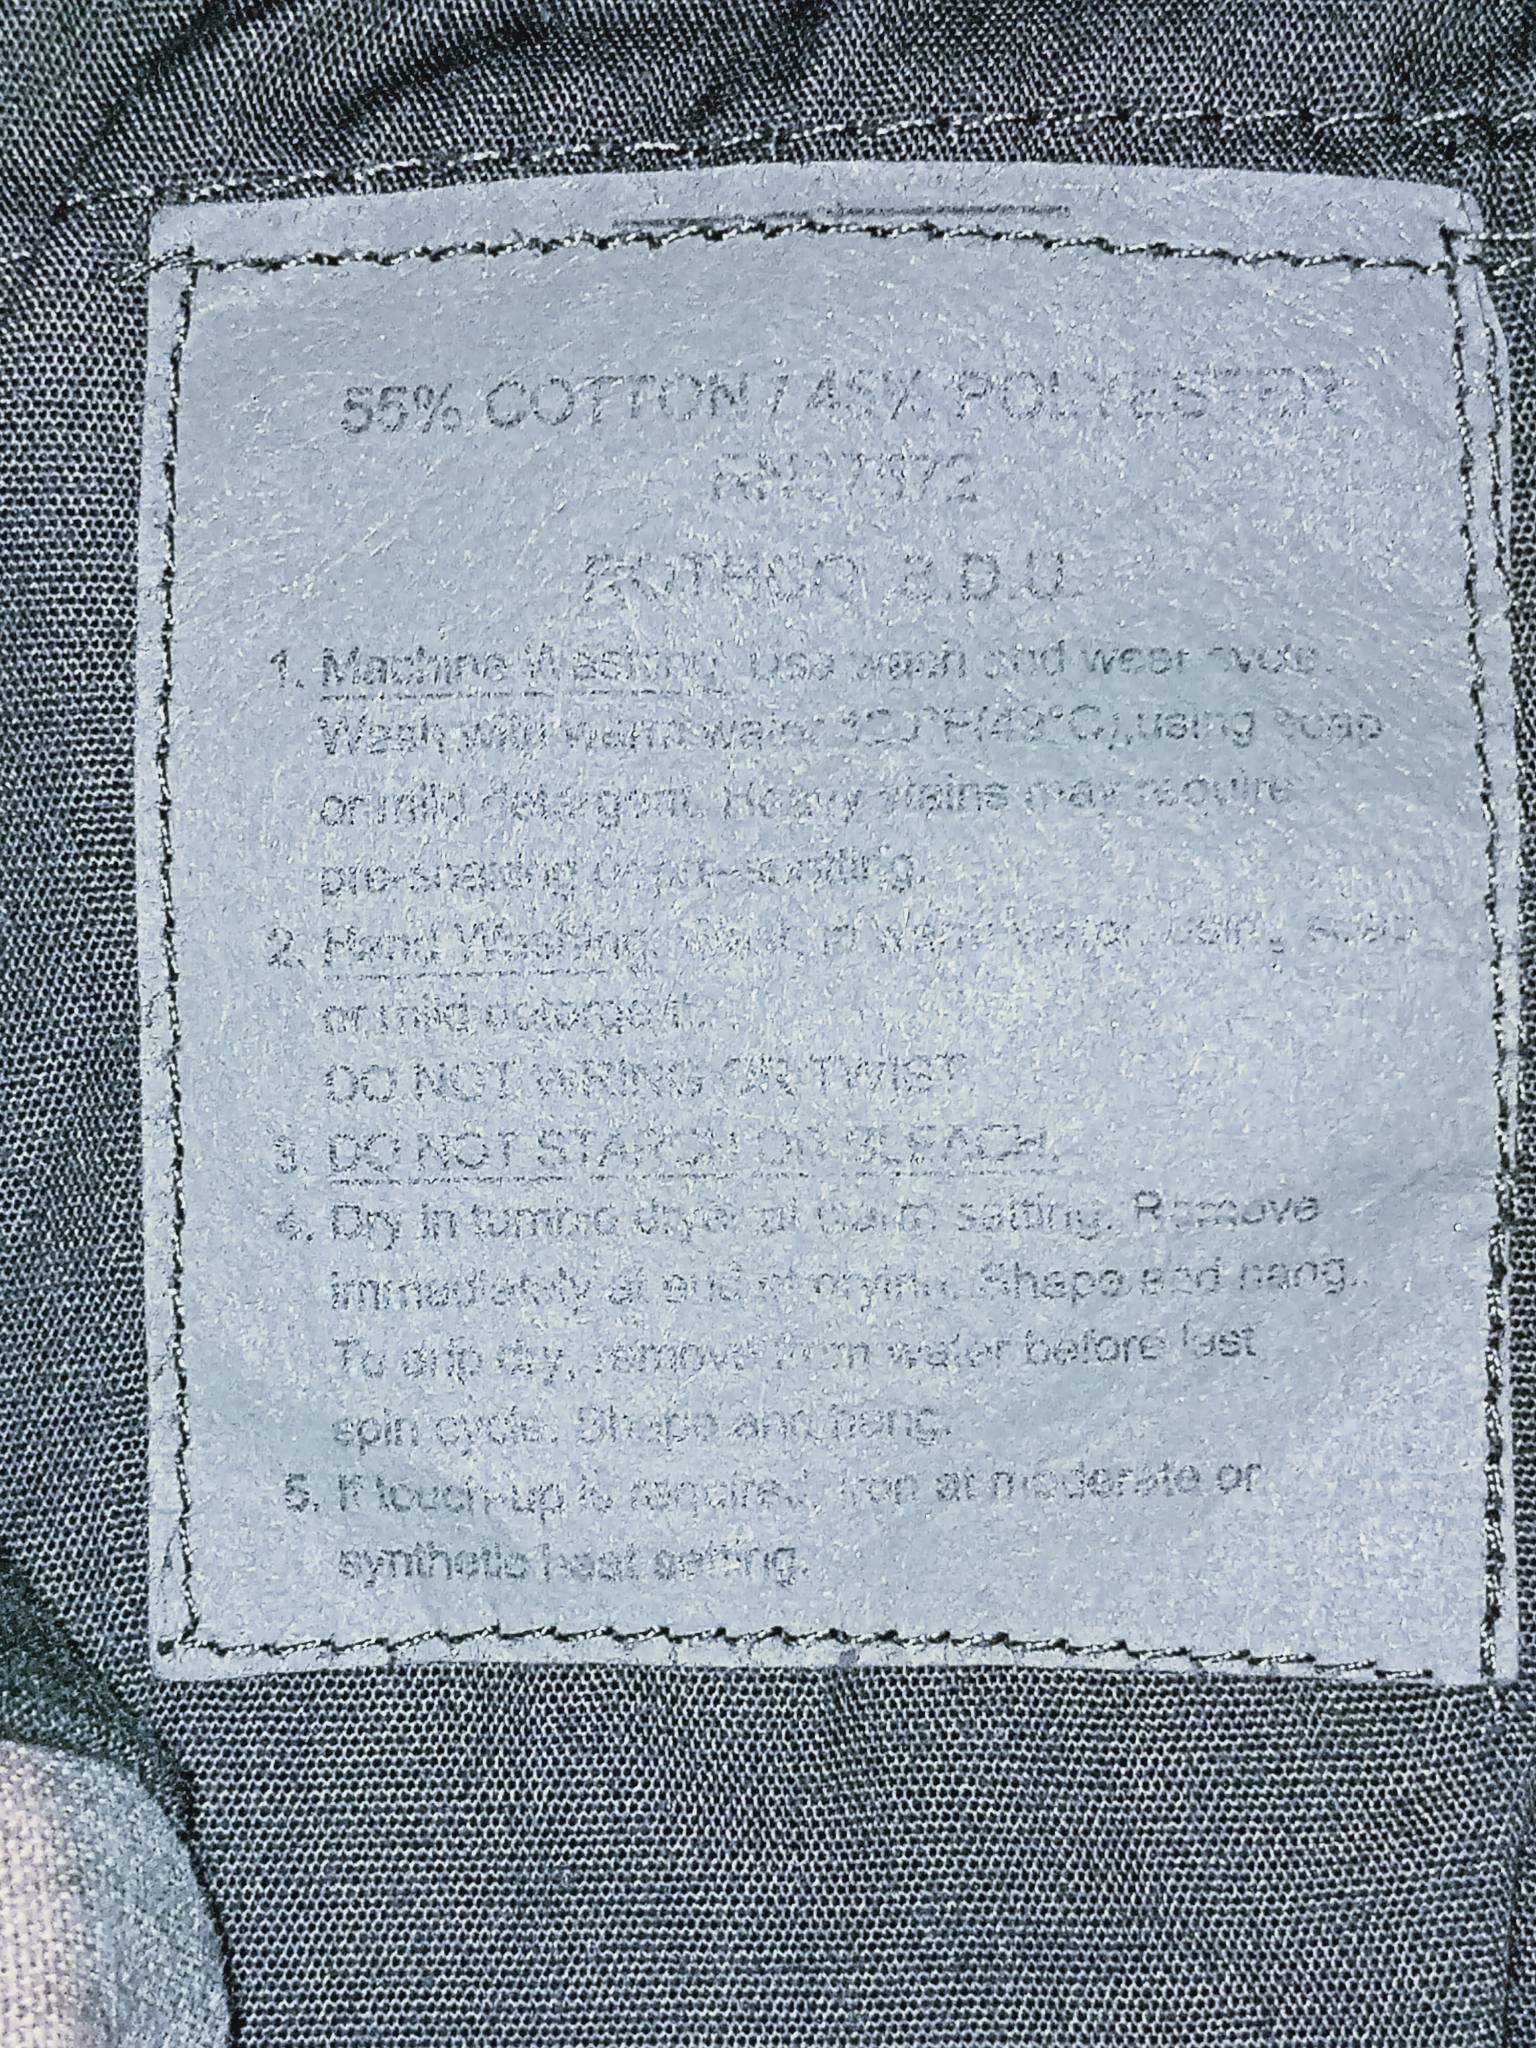 55% COTTON / 45% POLYESTER
ROTHCO B.D.U.
1. Machine Washing: Use wash and wear cycle.
Wash with warm water 120°F(49°C), using soap
or mild detergent. Heavy stains may require
pre-soaking or pre-spotting.
2. Hand Washing: Wash in warm water, using soap
or mild detergent.
DO NOT WRING OR TWIST
3. DO NOT STARCH OR BLEACH.
4. Dry in tumble dryer at warm setting. Remove
immediately at end of drying. Shape and hang.
To drip dry, remove from water before last
spin cycle. Shape and hang.
5. If touch-up is required, iron at moderate or
synthetic heat setting.